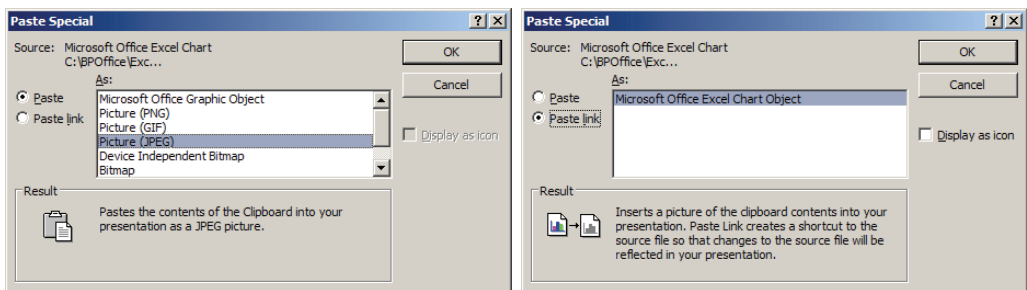 Paste Special
Source: Microsoft Office Excel Chart
C:\BPOffice\Exc...
As:
Paste
Paste link
Microsoft Office Graphic Object
Picture (PNG)
Picture (GIF)
Picture (JPEG)
Device Independent Bitmap
Bitmap
OK
Cancel
Display as icon
Result
Pastes the contents of the Clipboard into your
presentation as a JPEG picture.
Paste Special
Source: Microsoft Office Excel Chart
C:\BPOffice\Exc...
As:
Paste
Paste link
Microsoft Office Excel Chart Object
OK
Cancel
Display as icon
Result
Inserts a picture of the clipboard contents into your
presentation. Paste Link creates a shortcut to the
source file so that changes to the source file will be
reflected in your presentation.